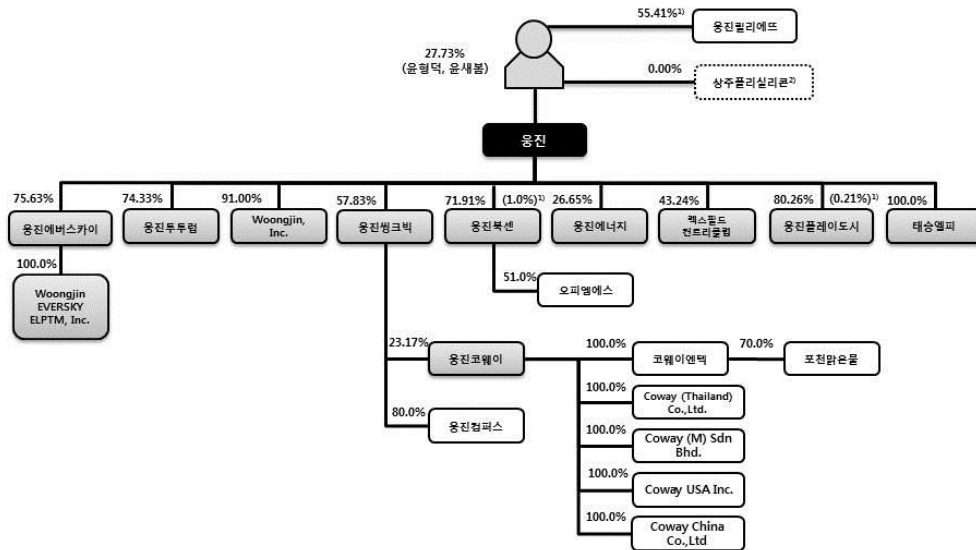 55.41%¹⁾
웅진릴리에뜨
27.73%
(윤형덕, 윤새봄)
0.00%
상주폴리실리콘²⁾
웅진
75.63%
74.33%
91.00%
57.83%
71.91%
(1.0%)¹⁾
26.65%
43.24%
80.26%
(0.21%)¹⁾
100.0%
웅진에버스카이
웅진투투럽
Woongjin,
Inc.
웅진씽크빅
웅진북센
웅진에너지
렉스필드
컨트리클럽
웅진플레이도시
태승엘피
100.0%
51.0%
Woongjin
EVERSKY
ELPTM, Inc.
오피엠에스
23.17%
웅진코웨이
100.0%
코웨이엔텍
70.0%
포천맑은물
100.0%
Coway (Thailand)
Co.,Ltd.
80.0%
웅진컴퍼스
100.0%
Coway (M) Sdn
Bhd.
100.0%
Coway USA Inc.
100.0%
Coway China
Co.,Ltd